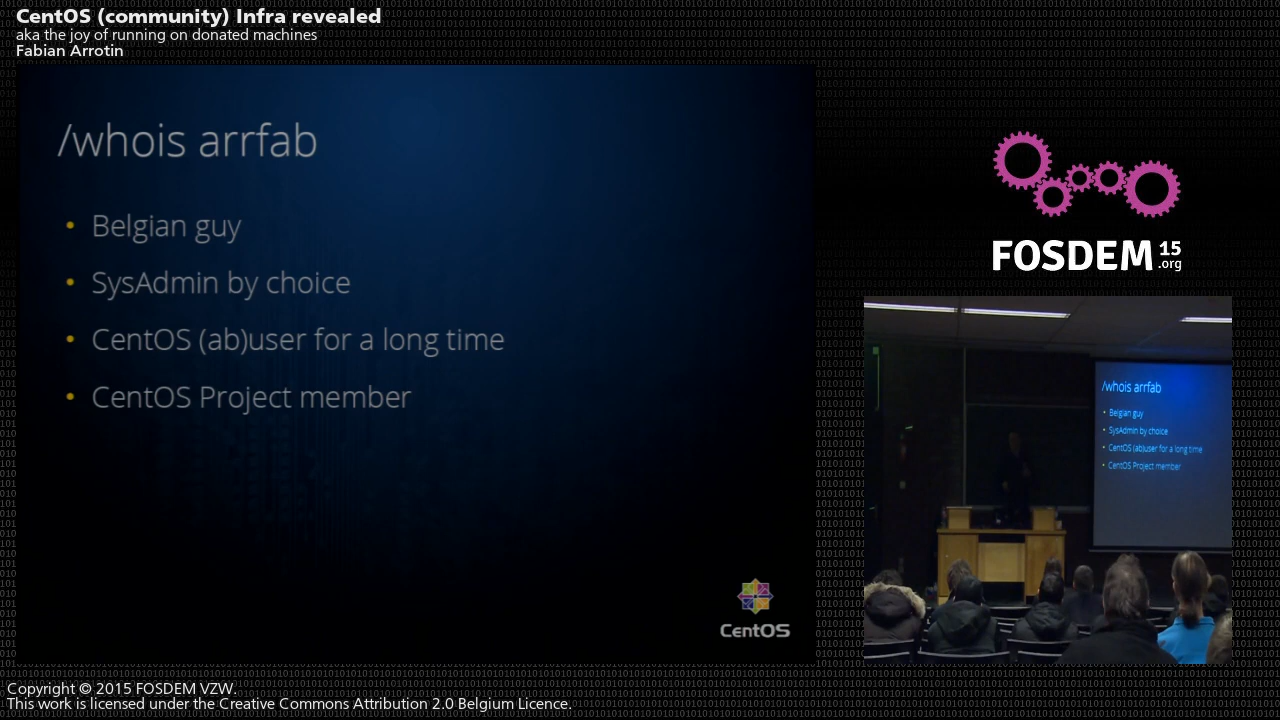 CentOS (community) Infra revealed
aka the joy of running on donated machines
Fabian Arrotin
/whois arrfab
• Belgian guy
• SysAdmin by choice
• CentOS (ab)user for a long time
• CentOS Project member
CentOS
FOSDEM 15
.org
/whois arrfab
• Belgian guy
• SysAdmin by choice
• CentOS (ab)user for a long time
• CentOS Project member
Copyright © 2015 FOSDEM VZW.
This work is licensed under the Creative Commons Attribution 2.0 Belgium Licence.